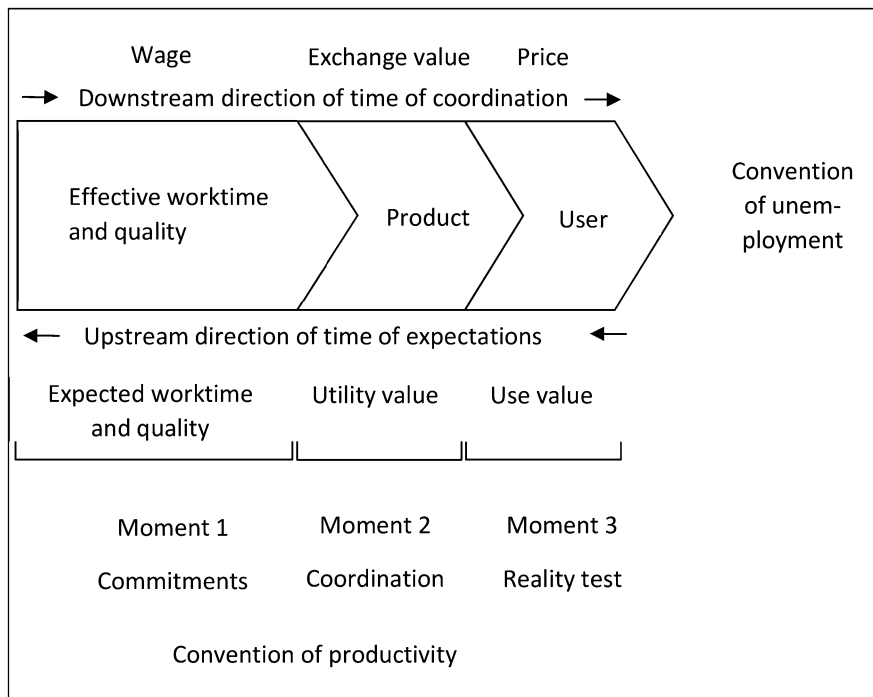 Wage Exchange value Price
Downstream direction of time of coordination
Effective worktime
and quality
Product
User
Convention
of unem-
ployment
Upstream direction of time of expectations
Expected worktime
and quality
Utility value
Use value
Moment 1 Moment 2 Moment 3
Commitments Coordination Reality test
Convention of productivity